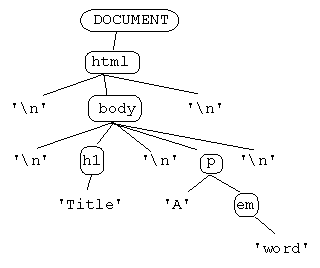 DOCUMENT
html
'\n' body '\n'
'\n' h1 '\n' p '\n'
'Title' 'A' em
'word'